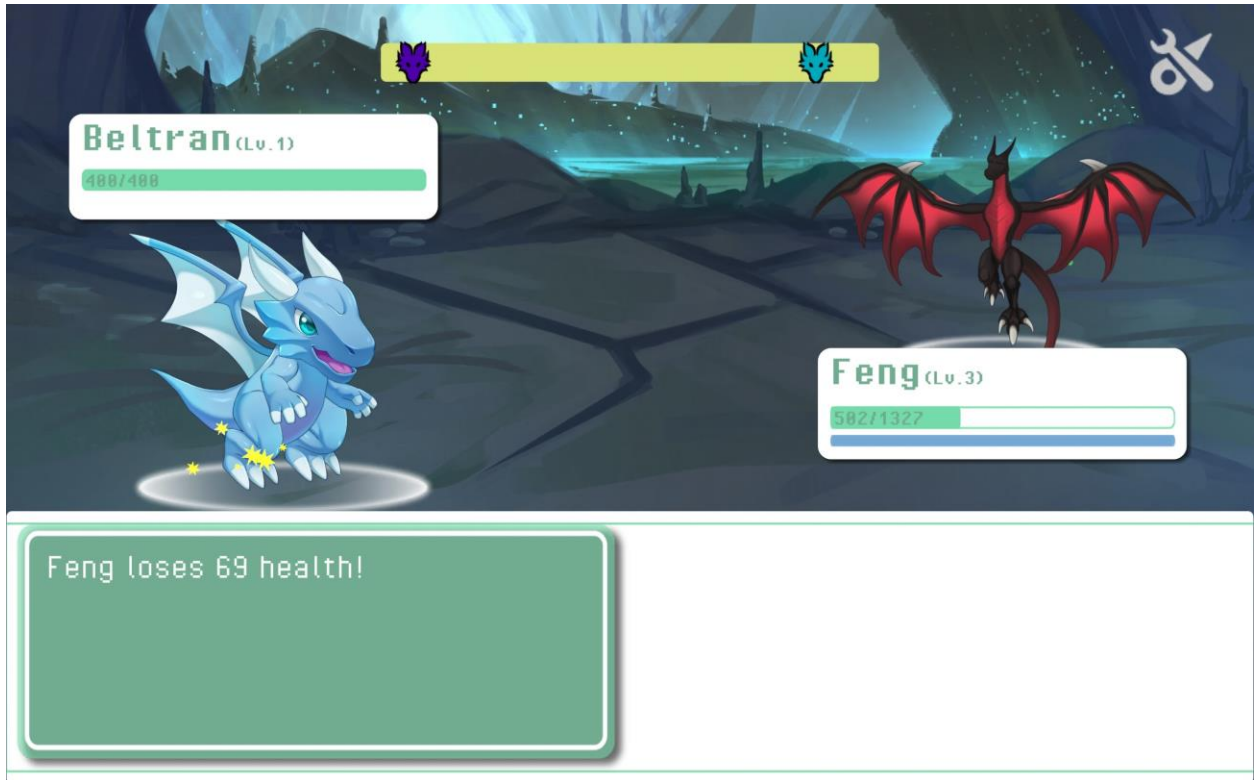 Beltran(Lv.1)
400/400
Feng(Lv.3)
502/1327
Feng loses 69 health!